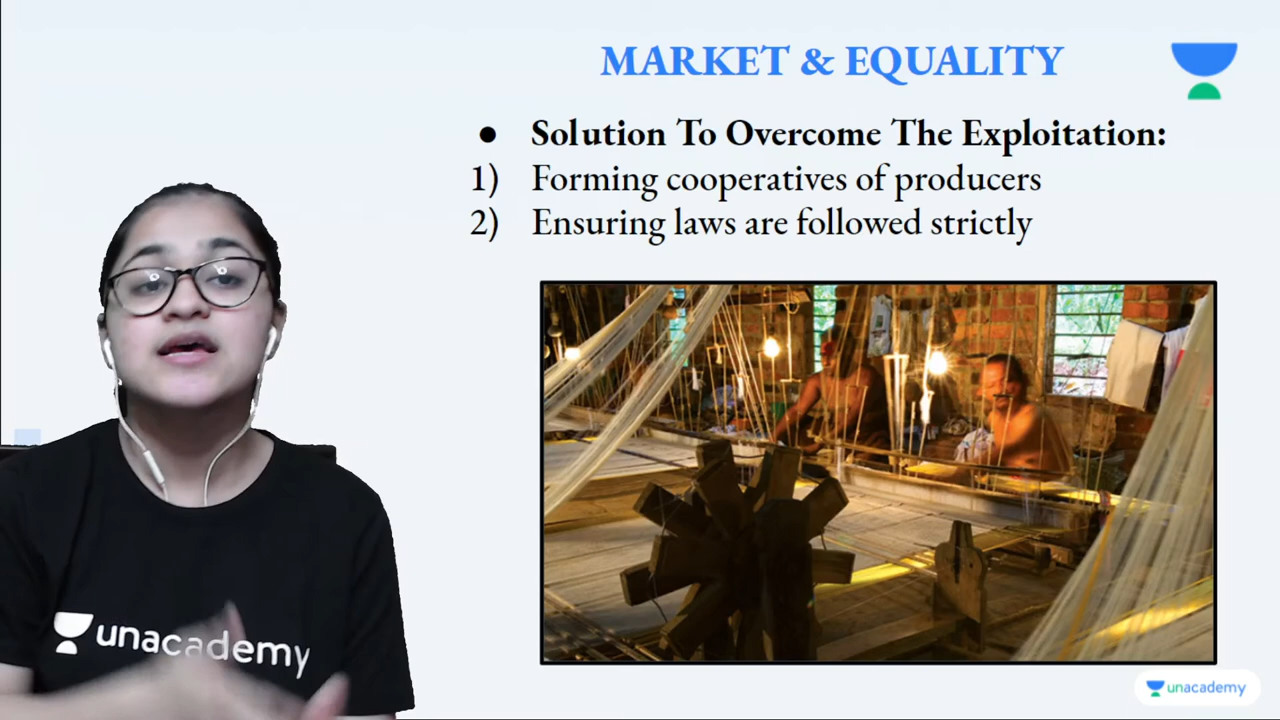 MARKET & EQUALITY
● Solution To Overcome The Exploitation:
1) Forming cooperatives of producers
2) Ensuring laws are followed strictly
unacademy
unacademy